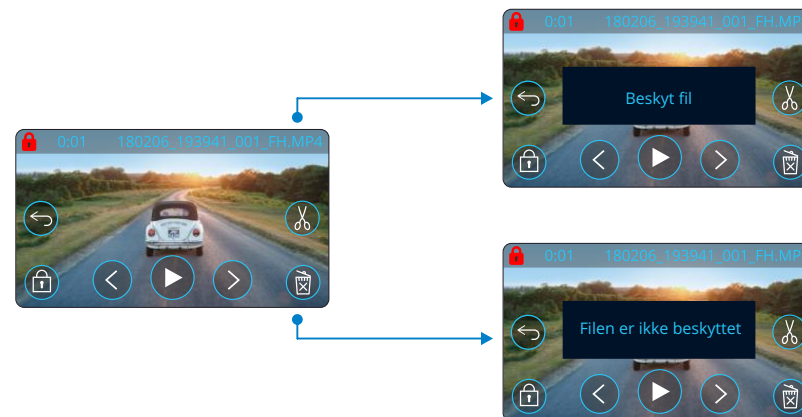 0:01 180206_193941_001_FH.MP4
0:01 180206_193941_001_FH.MP
Beskyt fil
0:01 180206_193941_001_FH.MP
Filen er ikke beskyttet